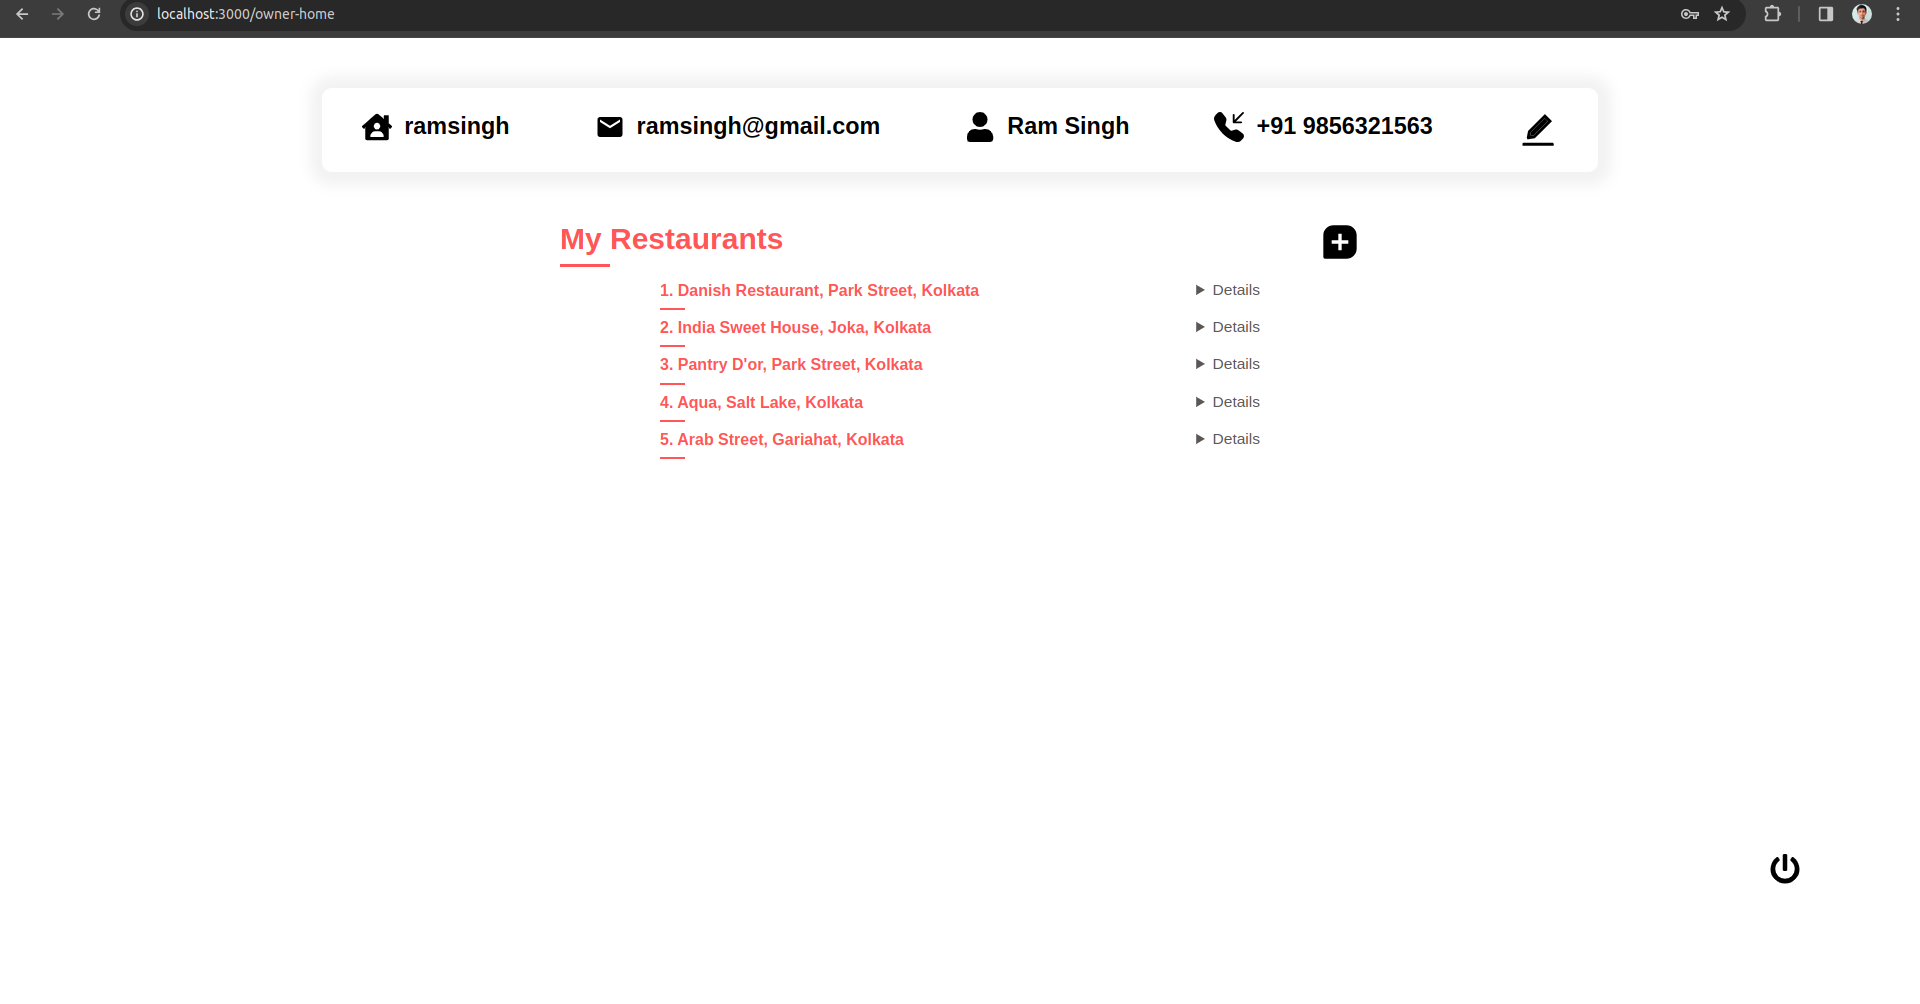 localhost:3000/owner-home
ramsingh ramsingh@gmail.com Ram Singh +91 9856321563
My Restaurants
1. Danish Restaurant, Park Street, Kolkata Details
2. India Sweet House, Joka, Kolkata Details
3. Pantry D'or, Park Street, Kolkata Details
4. Aqua, Salt Lake, Kolkata Details
5. Arab Street, Gariahat, Kolkata Details